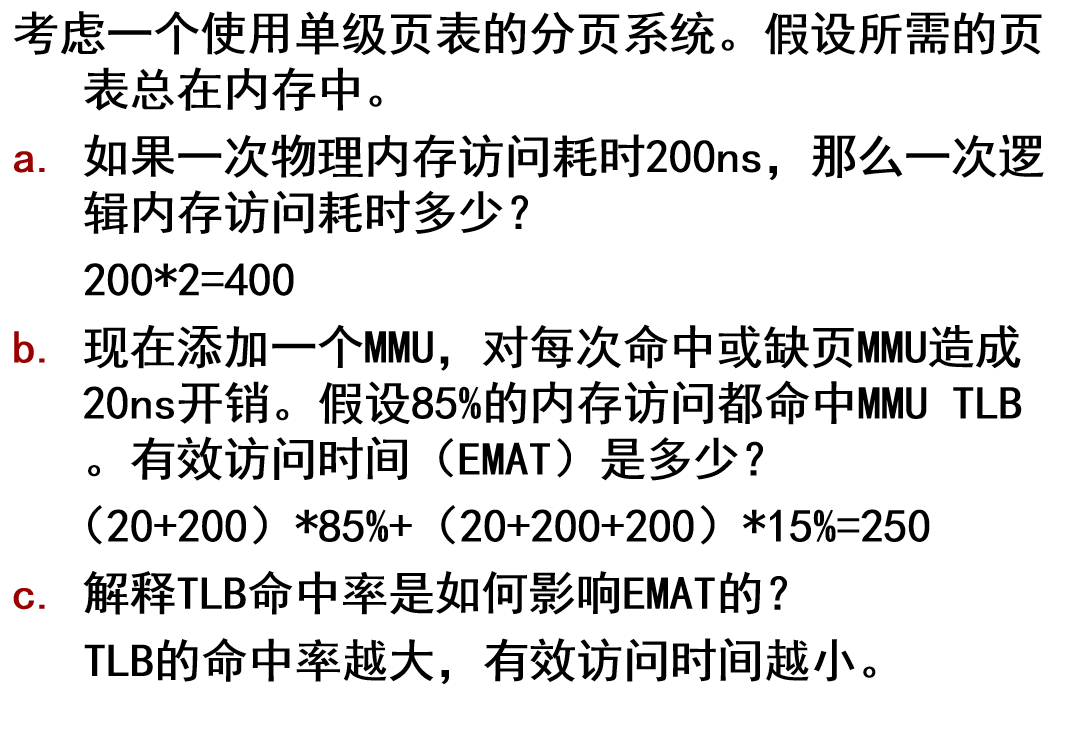 考虑一个使用单级页表的分页系统。假设所需的页
表总在内存中。
a. 如果一次物理内存访问耗时200ns，那么一次逻
辑内存访问耗时多少？
200*2=400
b. 现在添加一个MMU，对每次命中或缺页MMU造成
20ns开销。假设85%的内存访问都命中MMU TLB
。有效访问时间（EMAT）是多少？
（20+200）*85%+（20+200+200）*15%=250
c. 解释TLB命中率是如何影响EMAT的？
TLB的命中率越大，有效访问时间越小。